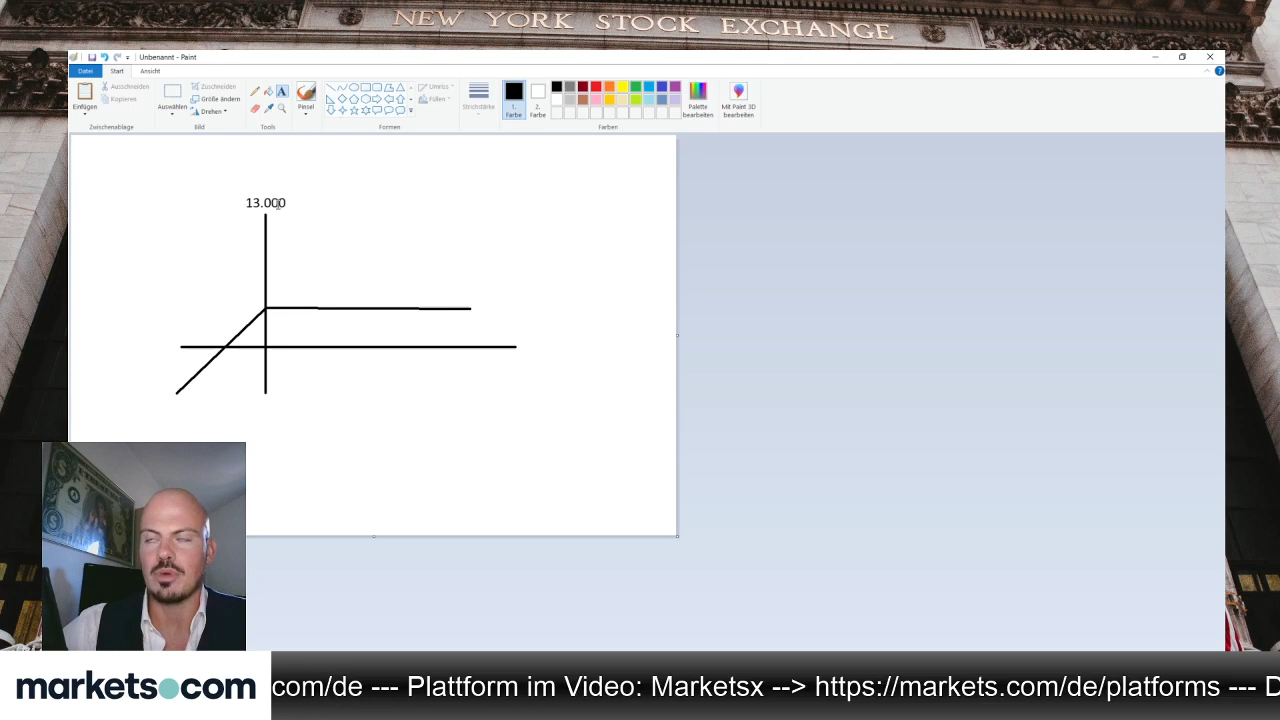 NEW YORK STOCK EXCHANGE
Unbenannt - Paint
Datei Start Ansicht
Einfügen
Ausschneiden
Kopieren
Zwischenablage
Auswählen
Zuschneiden
Größe ändern
Drehen
Bild
Tools
Pinsel
Formen
Umriss
Füllen
Strichstärke
1.
Farbe
2.
Farbe
Palette
bearbeiten
Farben
Mit Paint 3D
bearbeiten
13.000
markets.com
com/de --- Plattform im Video: Marketsx --> https://markets.com/de/platforms --- D